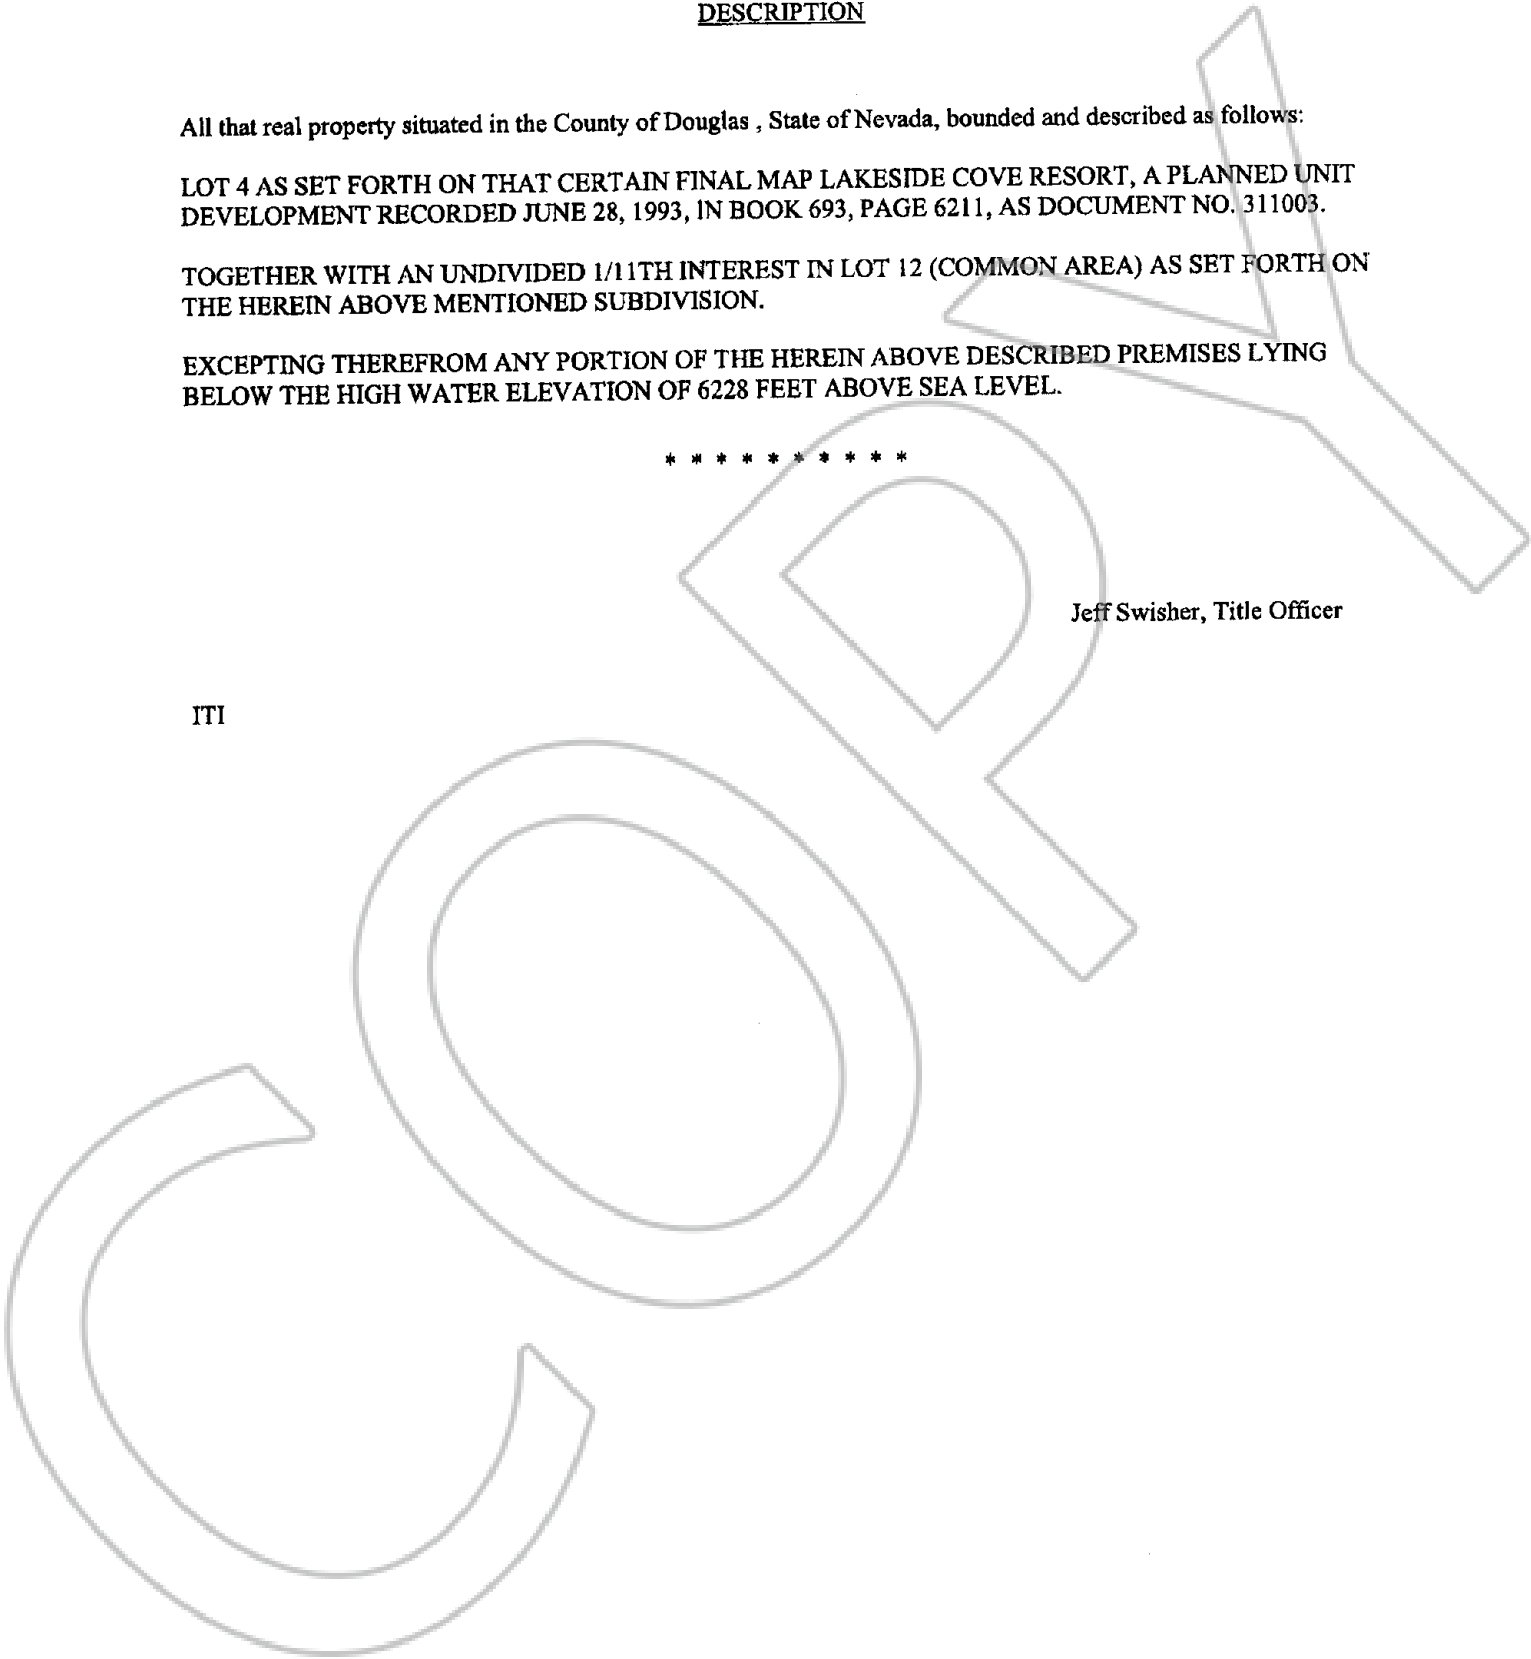 DESCRIPTION
All that real property situated in the County of Douglas , State of Nevada, bounded and described as follows:
LOT 4 AS SET FORTH ON THAT CERTAIN FINAL MAP LAKESIDE COVE RESORT, A PLANNED UNIT
DEVELOPMENT RECORDED JUNE 28, 1993, IN BOOK 693, PAGE 6211, AS DOCUMENT NO. 311003.
TOGETHER WITH AN UNDIVIDED 1/11TH INTEREST IN LOT 12 (COMMON AREA) AS SET FORTH ON
THE HEREIN ABOVE MENTIONED SUBDIVISION.
EXCEPTING THEREFROM ANY PORTION OF THE HEREIN ABOVE DESCRIBED PREMISES LYING
BELOW THE HIGH WATER ELEVATION OF 6228 FEET ABOVE SEA LEVEL.
* * * * * * * * * *
Jeff Swisher, Title Officer
ITI
COPY